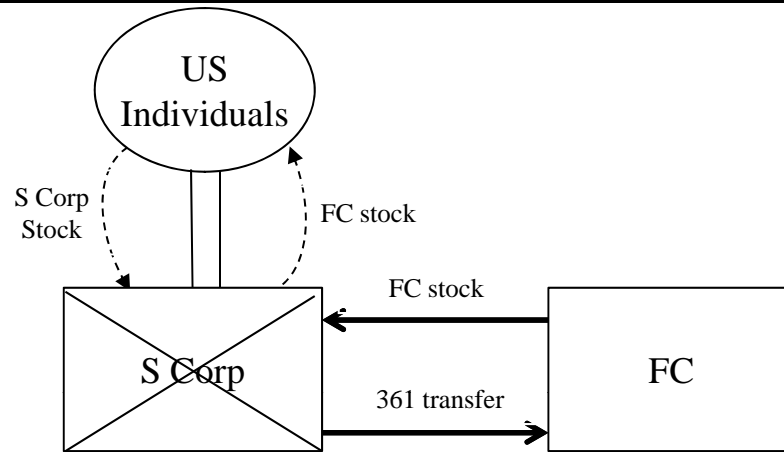 US
Individuals
S Corp
Stock
FC stock
FC stock
S Corp
FC
361 transfer